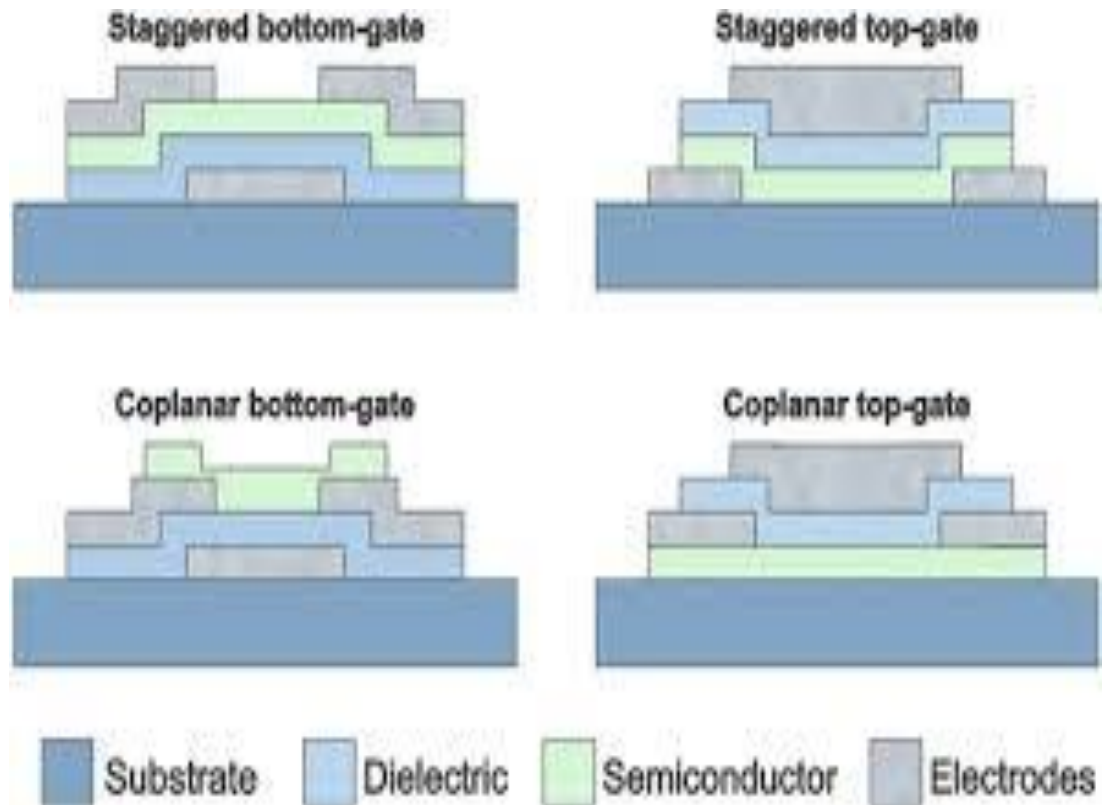 Staggered bottom-gate
Staggered top-gate
Coplanar bottom-gate
Coplanar top-gate
Substrate
Dielectric
Semiconductor
Electrodes